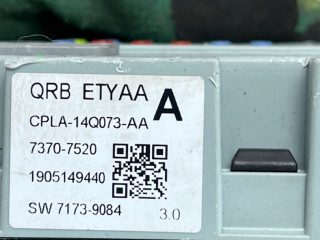 QRB ETYAA A
CPLA-14Q073-AA
7370-7520
1905149440
SW 7173-9084 3.0